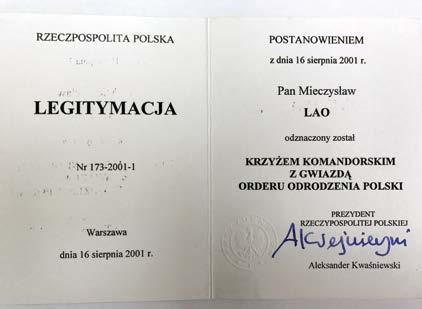 RZECZPOSPOLITA POLSKA
LEGITYMACJA
Nr 173-2001-1
Warszawa
dnia 16 sierpnia 2001 r.
POSTANOWIENIEM
z dnia 16 sierpnia 2001 r.
Pan Mieczysław
LAO
odznaczony został
KRZYŻEM KOMANDORSKIM
Z GWIAZDĄ
ORDERU ODRODZENIA POLSKI
PREZYDENT
RZECZYPOSPOLITEJ POLSKIEJ
Aleksander Kwaśniewski